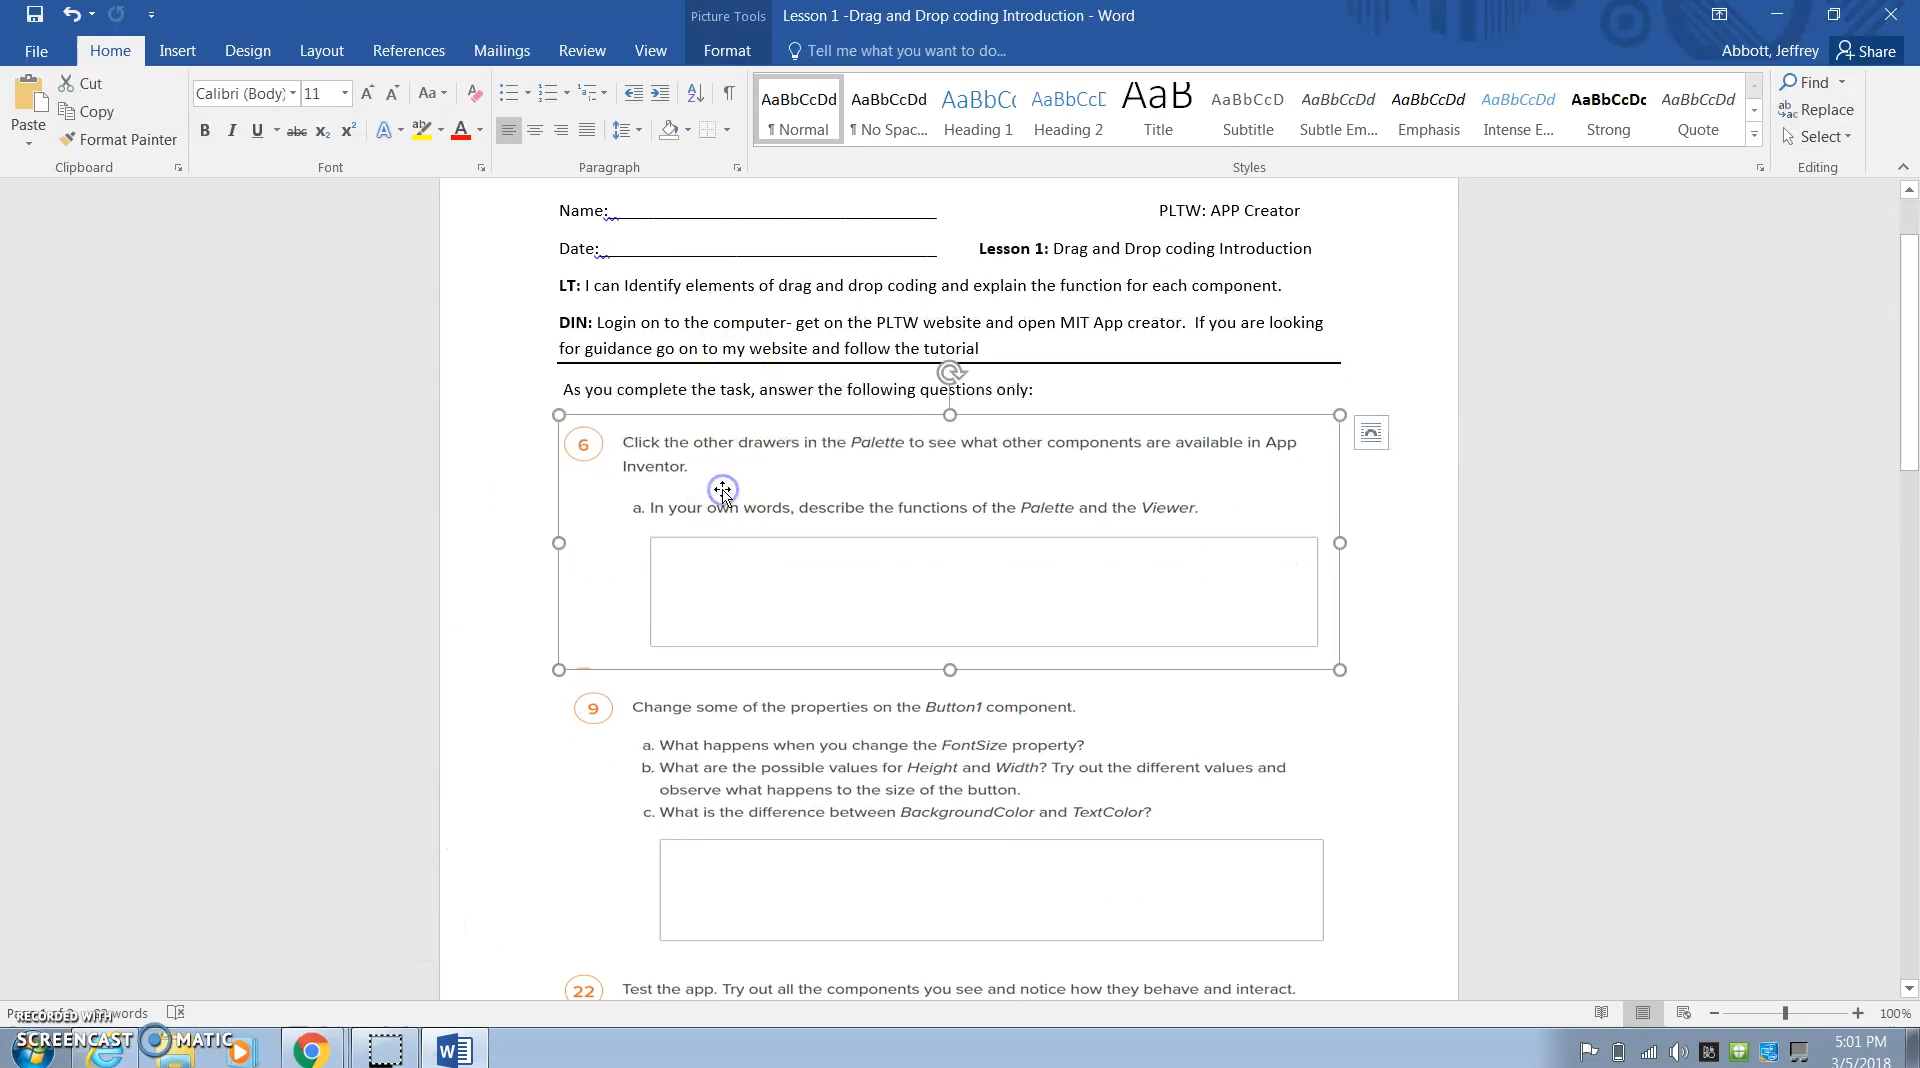 Picture Tools
Lesson 1 -Drag and Drop coding Introduction - Word
File Home Insert Design Layout References Mailings Review View Format Tell me what you want to do... Abbott, Jeffrey Share
Paste
Cut
Copy
Format Painter
Calibri (Body) 11
AaBbCcDd AaBbCcDd AaBbCc AaBbCcD AaB AaBbCcD AaBbCcDd AaBbCcDd AaBbCcDd AaBbCcDc AaBbCcDd
¶ Normal ¶ No Spac... Heading 1 Heading 2 Title Subtitle Subtle Em... Emphasis Intense E... Strong Quote
Find
Replace
Select
Clipboard Font Paragraph Styles Editing
Name:____________________ PLTW: APP Creator
Date:____________________ Lesson 1: Drag and Drop coding Introduction
LT: I can Identify elements of drag and drop coding and explain the function for each component.
DIN: Login on to the computer- get on the PLTW website and open MIT App creator. If you are looking
for guidance go on to my website and follow the tutorial
As you complete the task, answer the following questions only:
6 Click the other drawers in the Palette to see what other components are available in App
Inventor.
a. In your own words, describe the functions of the Palette and the Viewer.
9 Change some of the properties on the Button1 component.
a. What happens when you change the FontSize property?
b. What are the possible values for Height and Width? Try out the different values and
observe what happens to the size of the button.
c. What is the difference between BackgroundColor and TextColor?
22 Test the app. Try out all the components you see and notice how they behave and interact.
words
100%
RECORDED WITH
SCREENCAST MATIC
5:01 PM
3/5/2018